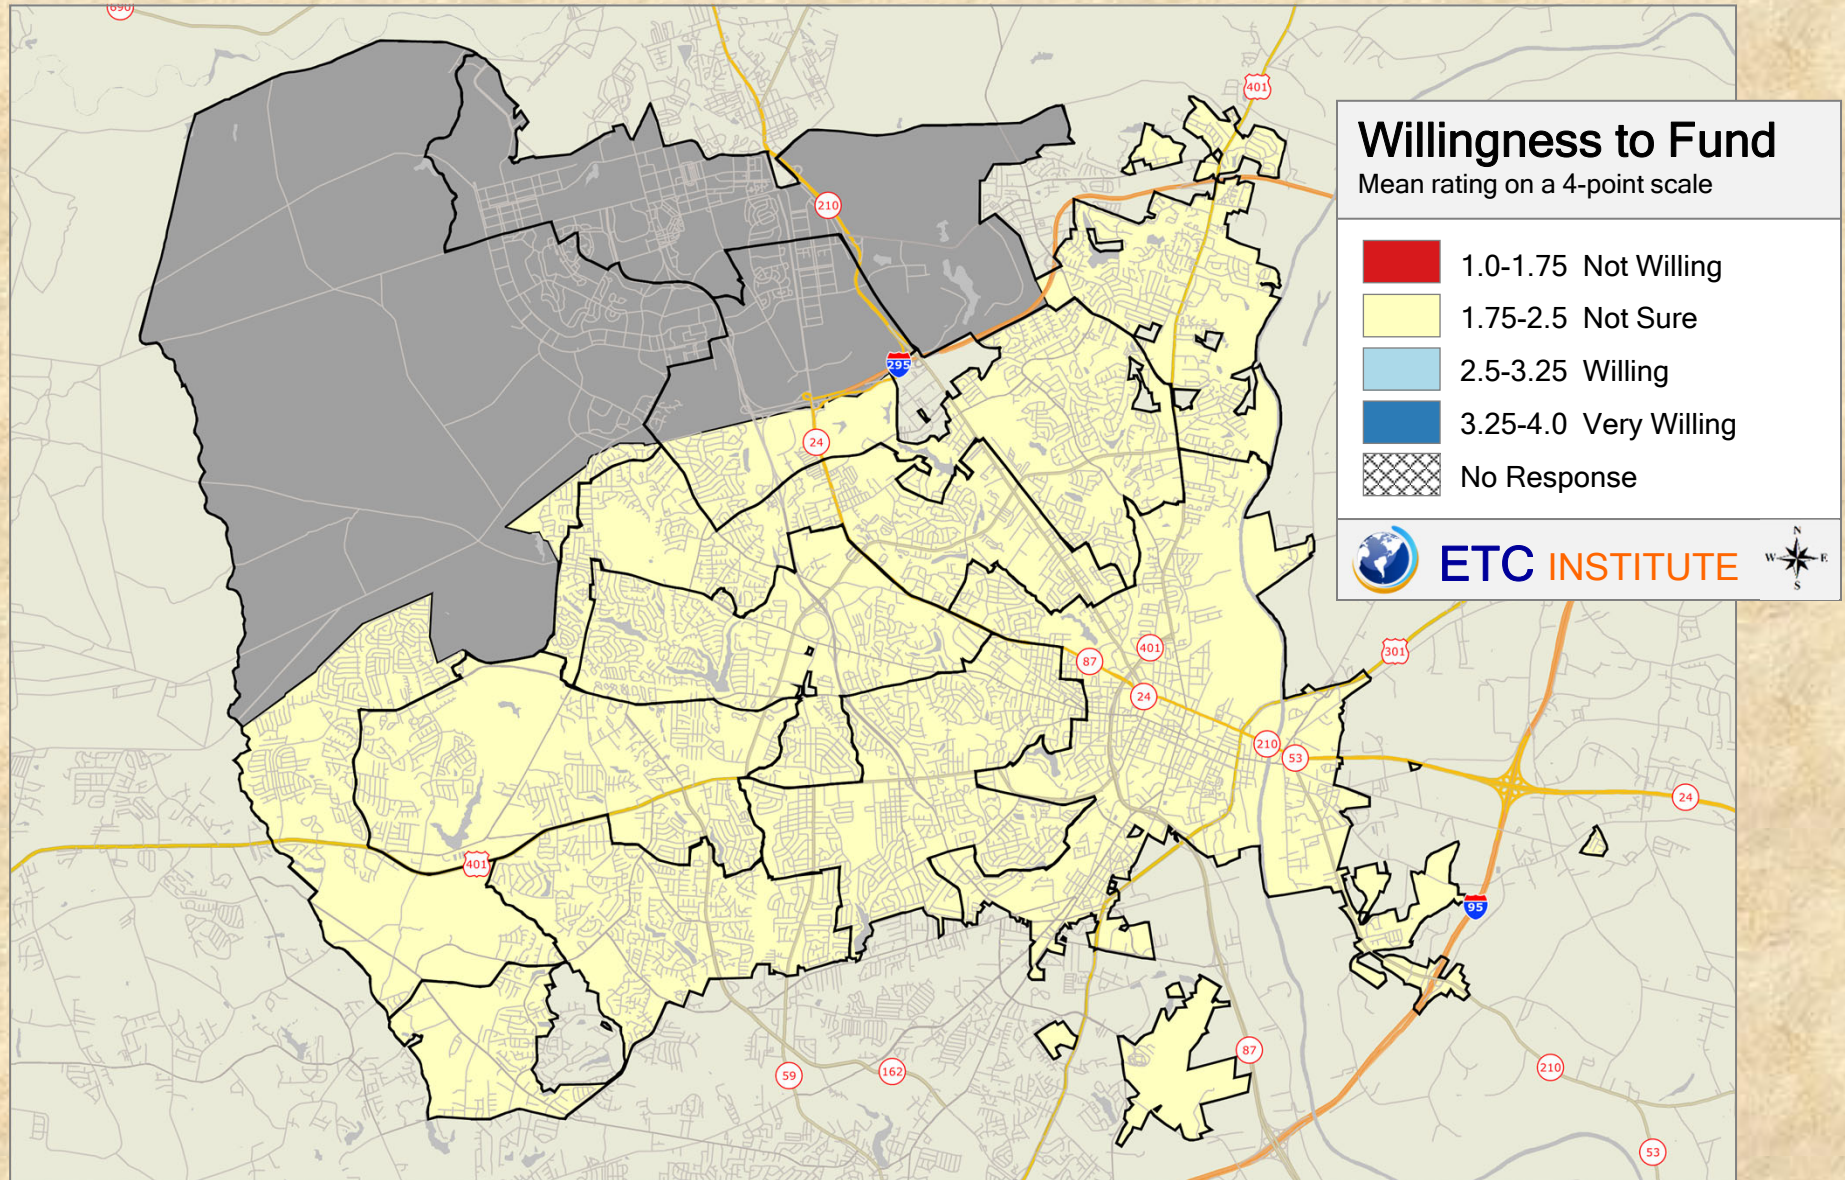 690
401
Willingness to Fund
Mean rating on a 4-point scale
1.0-1.75 Not Willing
1.75-2.5 Not Sure
2.5-3.25 Willing
3.25-4.0 Very Willing
No Response
ETC INSTITUTE
N
W E
S
210
295
24
401
87
24
301
210
53
24
401
95
87
59
162
210
53